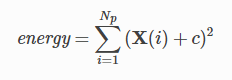 energy = \sum_{i=1}^{N_p} (\mathbf{X}(i) + c)^2